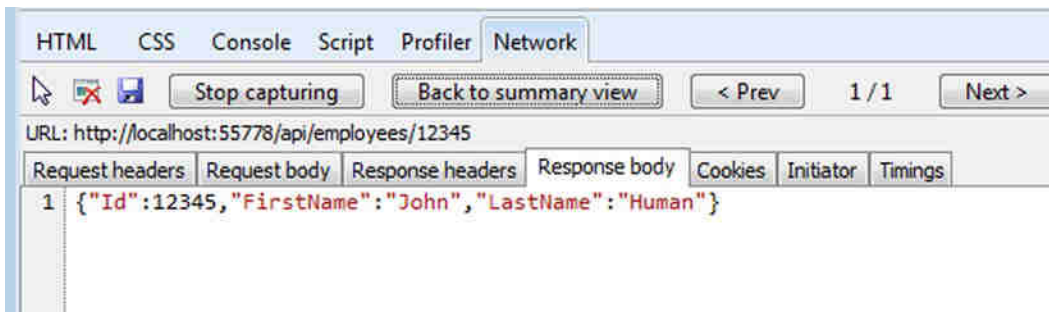 HTML CSS Console Script Profiler Network
Stop capturing Back to summary view < Prev 1 / 1 Next >
URL: http://localhost:55778/api/employees/12345
Request headers Request body Response headers Response body Cookies Initiator Timings
1 {"Id":12345,"FirstName":"John","LastName":"Human"}